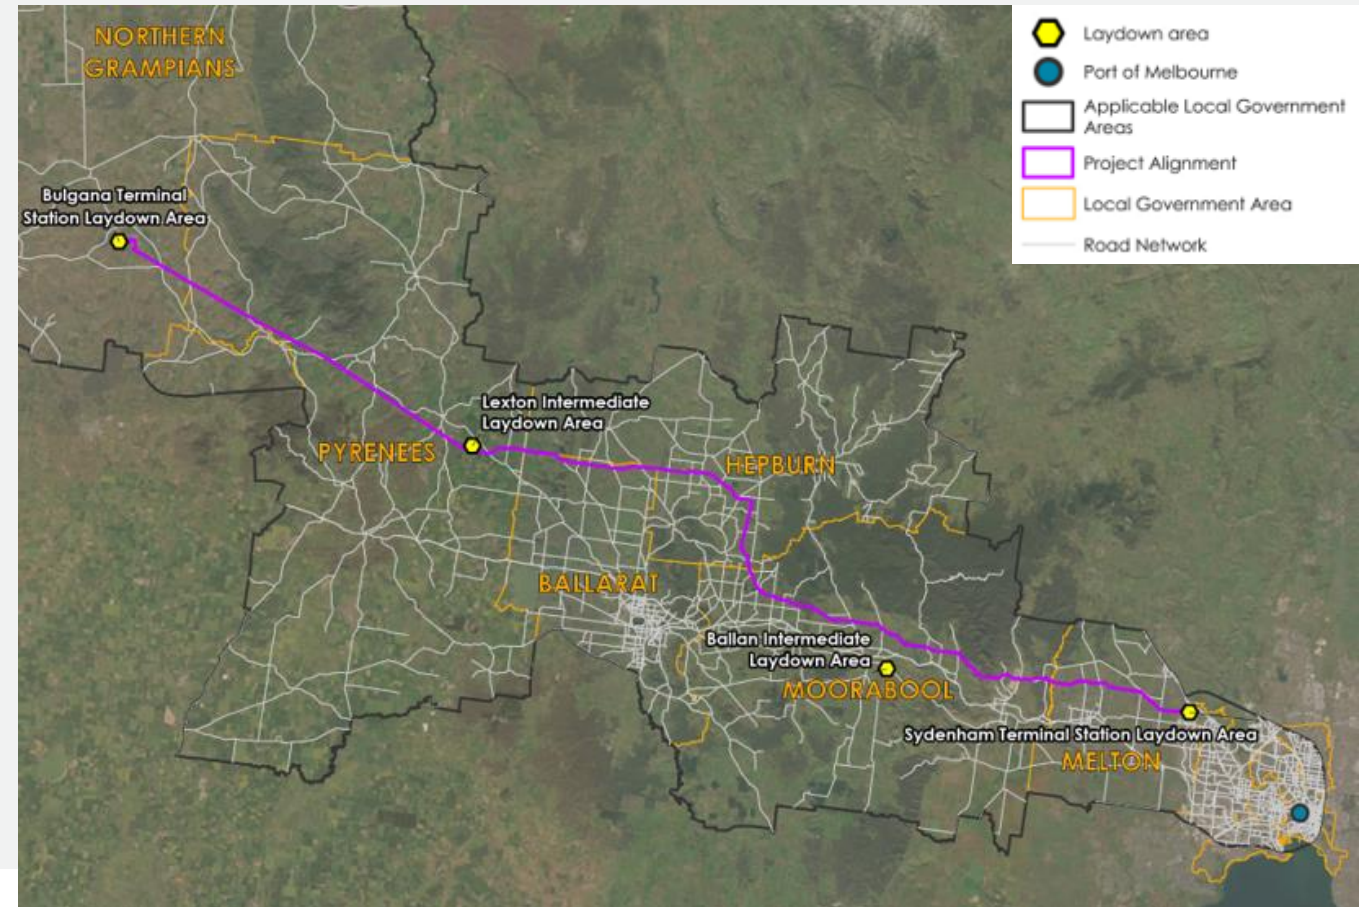 NORTHERN
GRAMPIANS
Laydown area
Port of Melbourne
Applicable Local Government
Areas
Project Alignment
Local Government Area
Road Network
Bulgana Terminal
Station Laydown Area
Lexton Intermediate
Laydown Area
PYRENEES
HEPBURN
BALLARAT
Ballan Intermediate
Laydown Area
MOORABOOL
Sydenham Terminal Station Laydown Area
MELTON